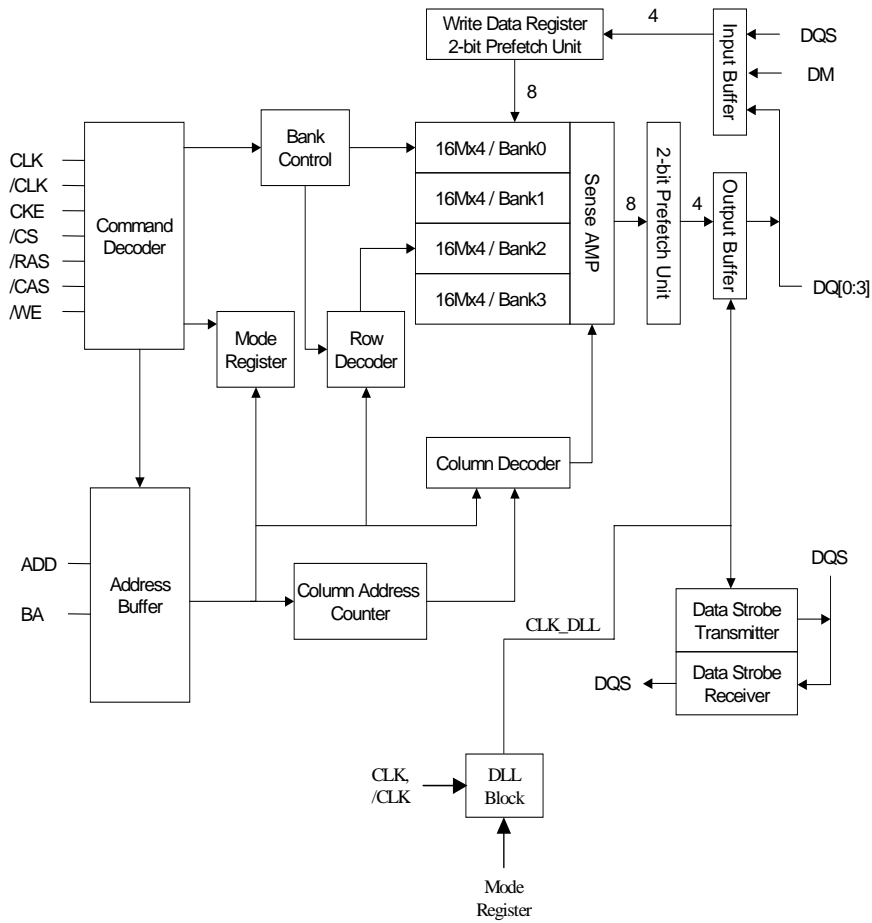 Write Data Register
2-bit Prefetch Unit
4
Input Buffer
DQS
DM
8
Bank
Control
16Mx4 / Bank0
16Mx4 / Bank1
16Mx4 / Bank2
16Mx4 / Bank3
Sense AMP
8
2-bit Prefetch Unit
4
Output Buffer
DQ[0:3]
CLK
/CLK
CKE
/CS
/RAS
/CAS
/WE
Command
Decoder
Mode
Register
Row
Decoder
Column Decoder
ADD
BA
Address
Buffer
Column Address
Counter
CLK_DLL
DQS
Data Strobe
Transmitter
Data Strobe
Receiver
DQS
CLK,
/CLK
DLL
Block
Mode
Register